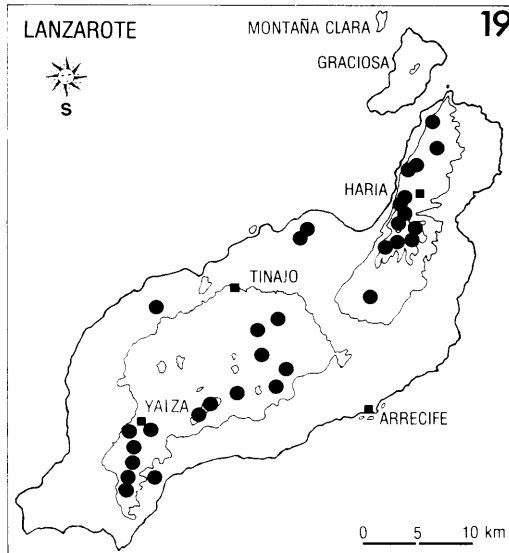 LANZAROTE
MONTAÑA CLARA
19
GRACIOSA
S
HARIA
TINAJO
YAIZA
ARRECIFE
0 5 10 km